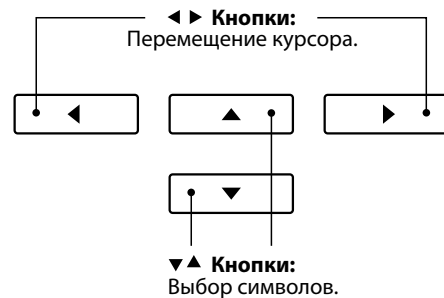 ◀ ▶ Кнопки:
Перемещение курсора.
▼▲ Кнопки:
Выбор символов.